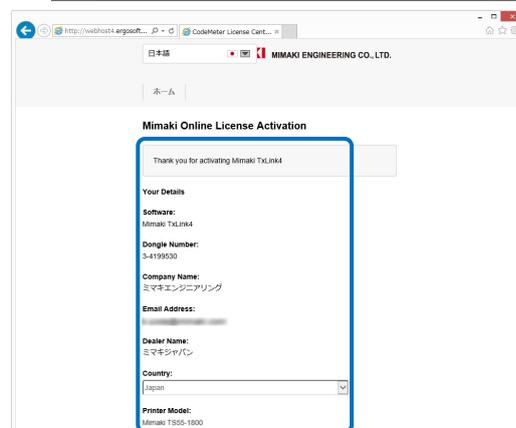 http://webhost4.ergosoft...
CodeMeter License Cent...
日本語
MIMAKI ENGINEERING CO., LTD.
ホーム
Mimaki Online License Activation
Thank you for activating Mimaki TxLink4
Your Details
Software:
Mimaki TxLink4
Dongle Number:
3-4199530
Company Name:
ミマキエンジニアリング
Email Address:
Dealer Name:
ミマキジャパン
Country:
Japan
Printer Model:
Mimaki TS55-1800